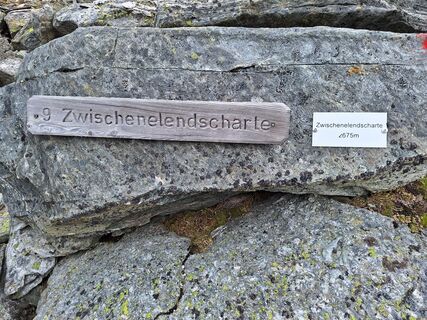 9 Zwischenelendscharte
Zwischenelendscharte
2675m